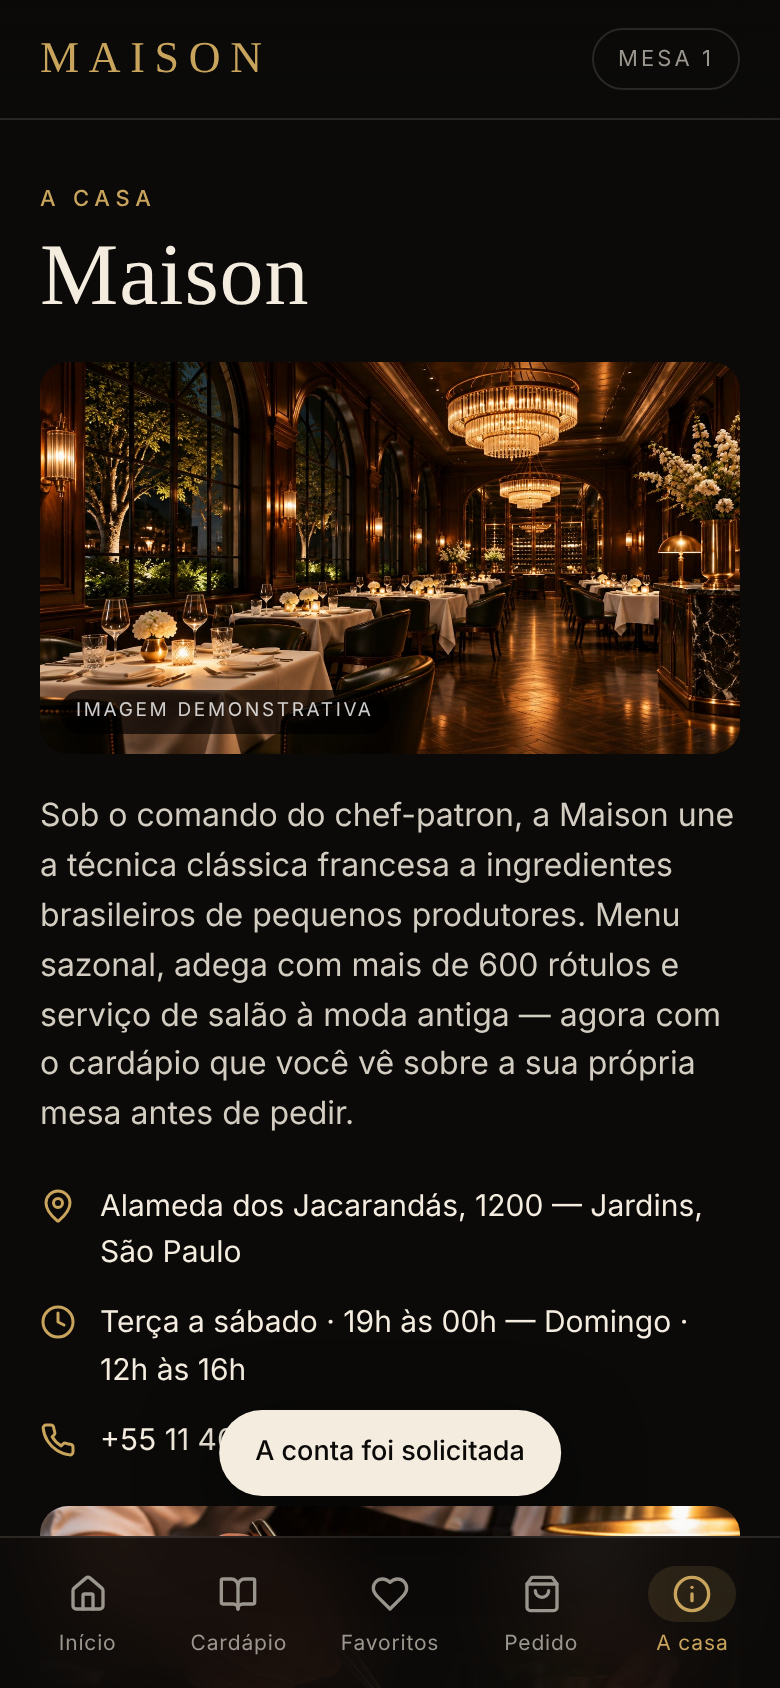 MAISON
MESA 1
A CASA
Maison
IMAGEM DEMONSTRATIVA
Sob o comando do chef-patron, a Maison une
a técnica clássica francesa a ingredientes
brasileiros de pequenos produtores. Menu
sazonal, adega com mais de 600 rótulos e
serviço de salão à moda antiga — agora com
o cardápio que você vê sobre a sua própria
mesa antes de pedir.
Alameda dos Jacarandás, 1200 — Jardins,
São Paulo
Terça a sábado · 19h às 00h — Domingo ·
12h às 16h
+55 11 4
A conta foi solicitada
Início
Cardápio
Favoritos
Pedido
A casa